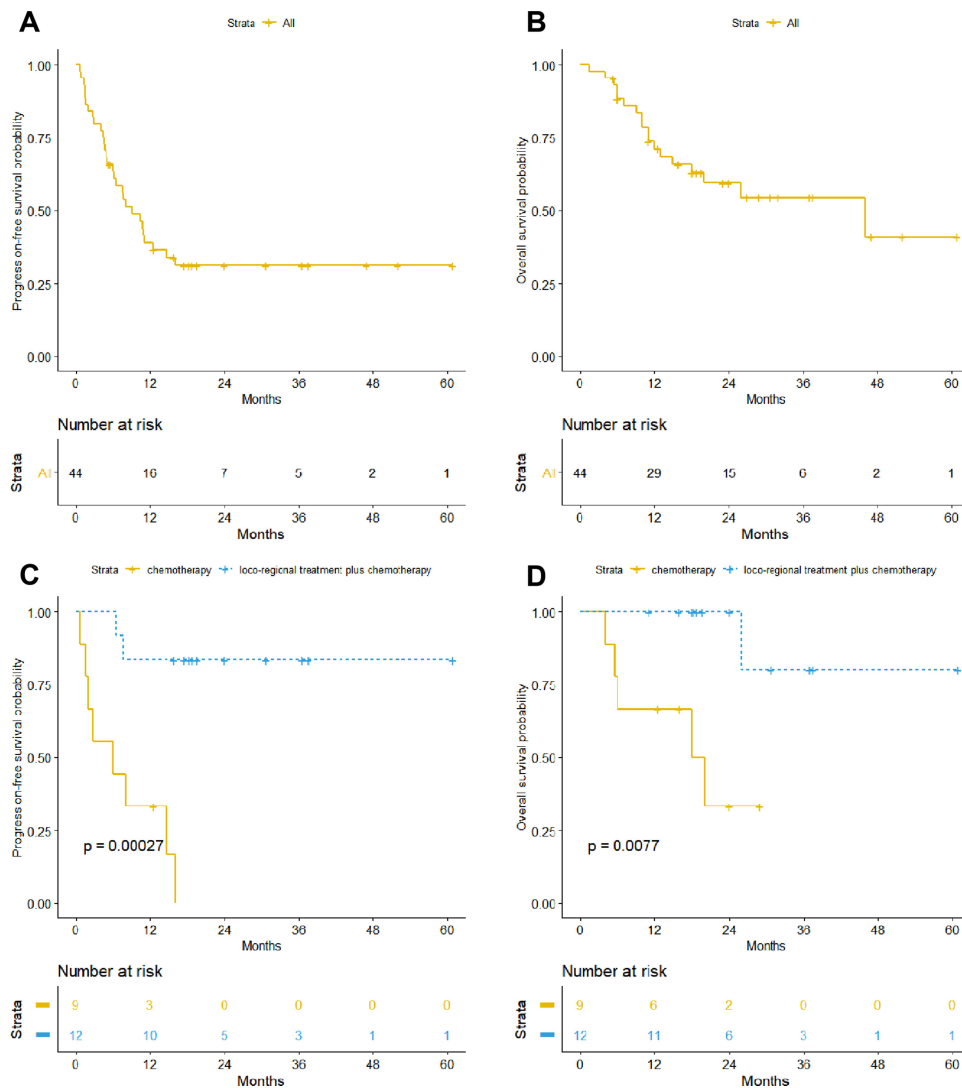 A
Strata All
Progress on-free survival probability
1.00
0.75
0.50
0.25
0.00
0 12 24 36 48 60
Months
Number at risk
Strata
All 44 16 7 5 2 1
0 12 24 36 48 60
Months
B
Strata All
Overall survival probability
1.00
0.75
0.50
0.25
0.00
0 12 24 36 48 60
Months
Number at risk
Strata
All 44 29 15 6 2 1
0 12 24 36 48 60
Months
C
Strata chemotherapy loco-regional treatment plus chemotherapy
Progress on-free survival probability
1.00
0.75
0.50
0.25
0.00
p = 0.00027
0 12 24 36 48 60
Months
Number at risk
Strata
9 3 0 0 0 0
12 10 5 3 1 1
0 12 24 36 48 60
Months
D
Strata chemotherapy loco-regional treatment plus chemotherapy
Overall survival probability
1.00
0.75
0.50
0.25
0.00
p = 0.0077
0 12 24 36 48 60
Months
Number at risk
Strata
9 6 2 0 0 0
12 11 6 3 1 1
0 12 24 36 48 60
Months